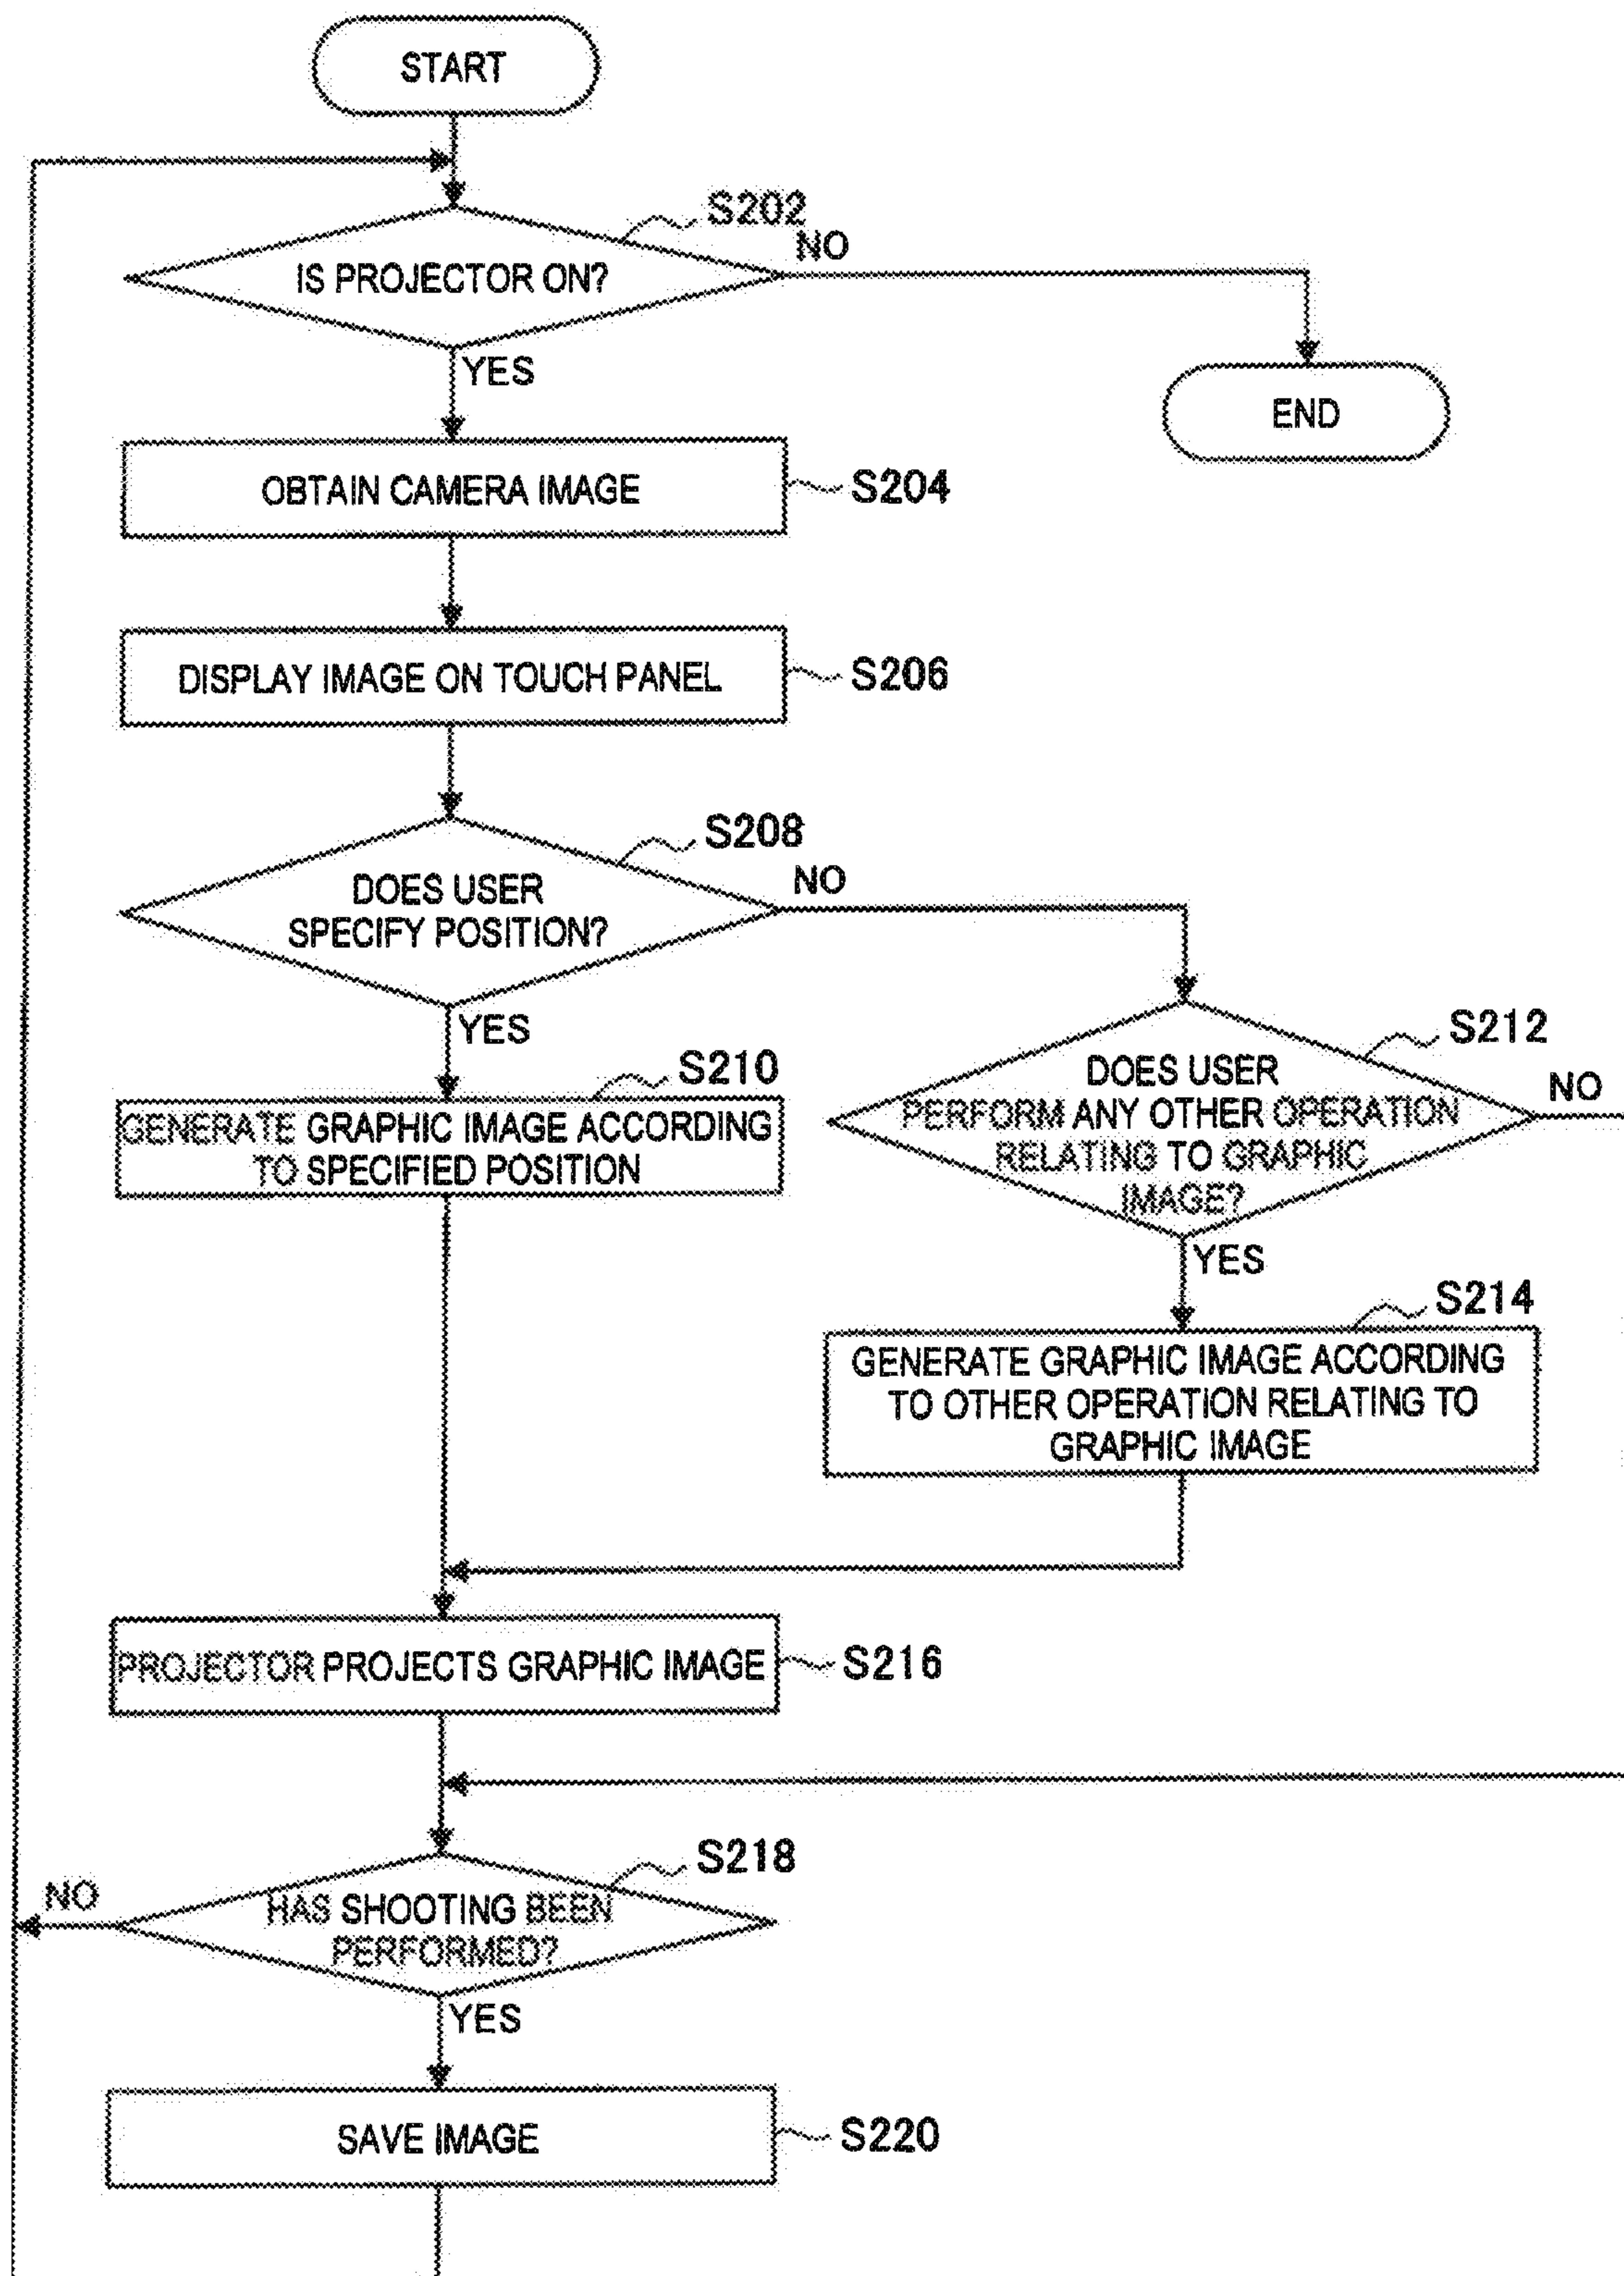 START
S202
NO
IS PROJECTOR ON?
YES
END
OBTAIN CAMERA IMAGE
S204
DISPLAY IMAGE ON TOUCH PANEL
S206
S208
NO
DOES USER
SPECIFY POSITION?
YES
S210
GENERATE GRAPHIC IMAGE ACCORDING
TO SPECIFIED POSITION
S212
NO
DOES USER
PERFORM ANY OTHER OPERATION
RELATING TO GRAPHIC
IMAGE?
YES
S214
GENERATE GRAPHIC IMAGE ACCORDING
TO OTHER OPERATION RELATING TO
GRAPHIC IMAGE
PROJECTOR PROJECTS GRAPHIC IMAGE
S216
S218
NO
HAS SHOOTING BEEN
PERFORMED?
YES
SAVE IMAGE
S220